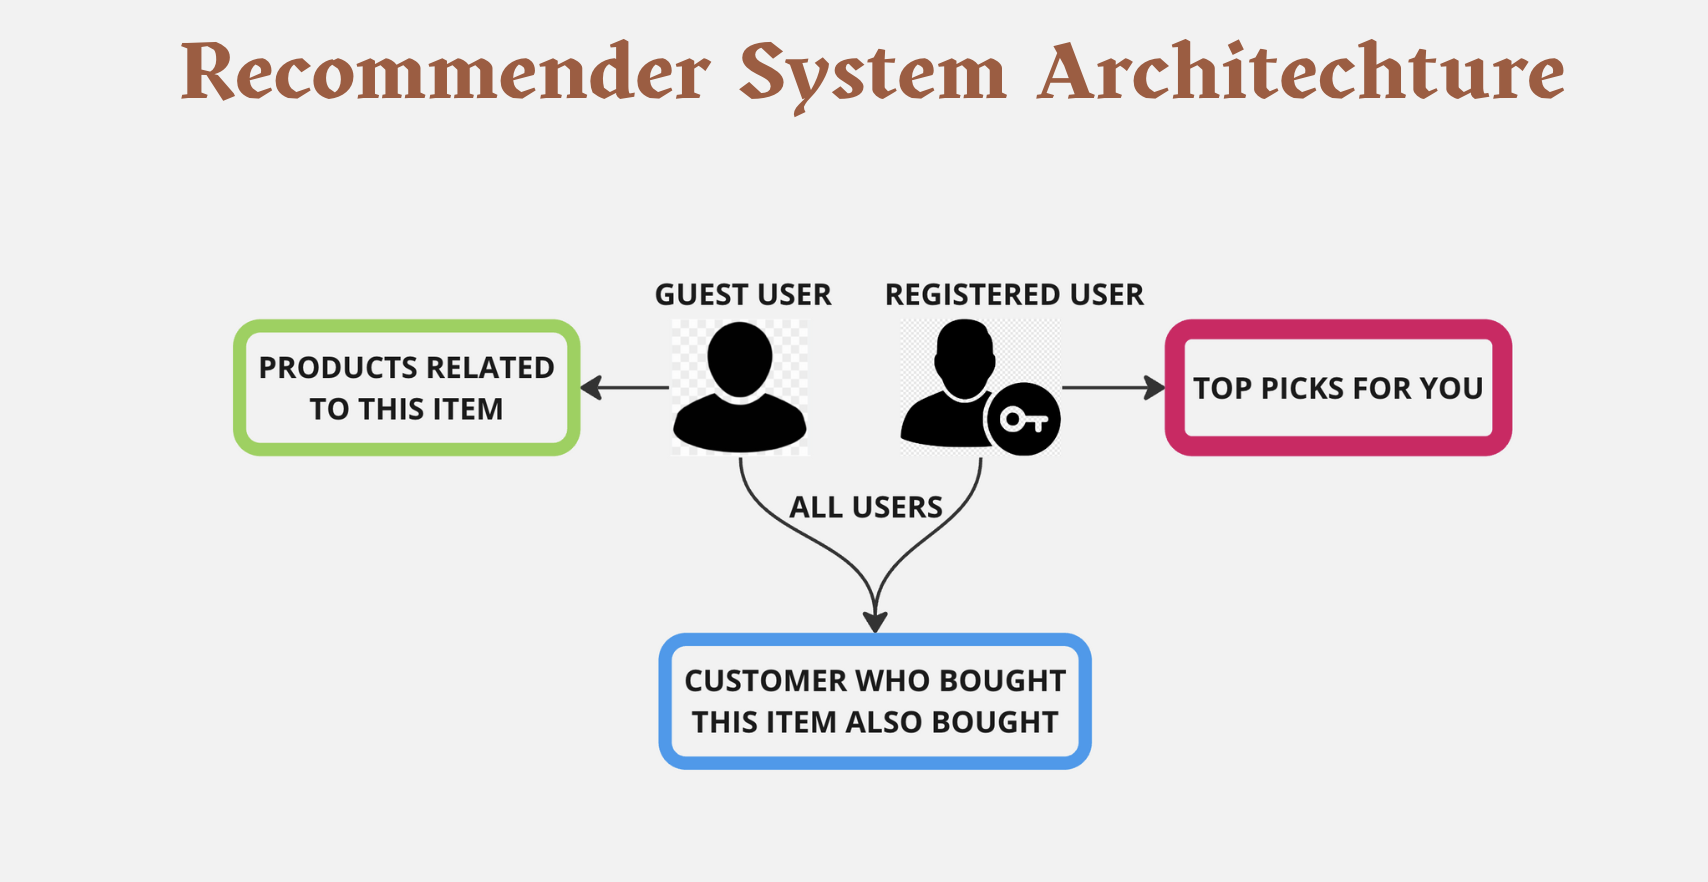 Recommender System Architechture
GUEST USER
REGISTERED USER
PRODUCTS RELATED
TO THIS ITEM
TOP PICKS FOR YOU
ALL USERS
CUSTOMER WHO BOUGHT
THIS ITEM ALSO BOUGHT